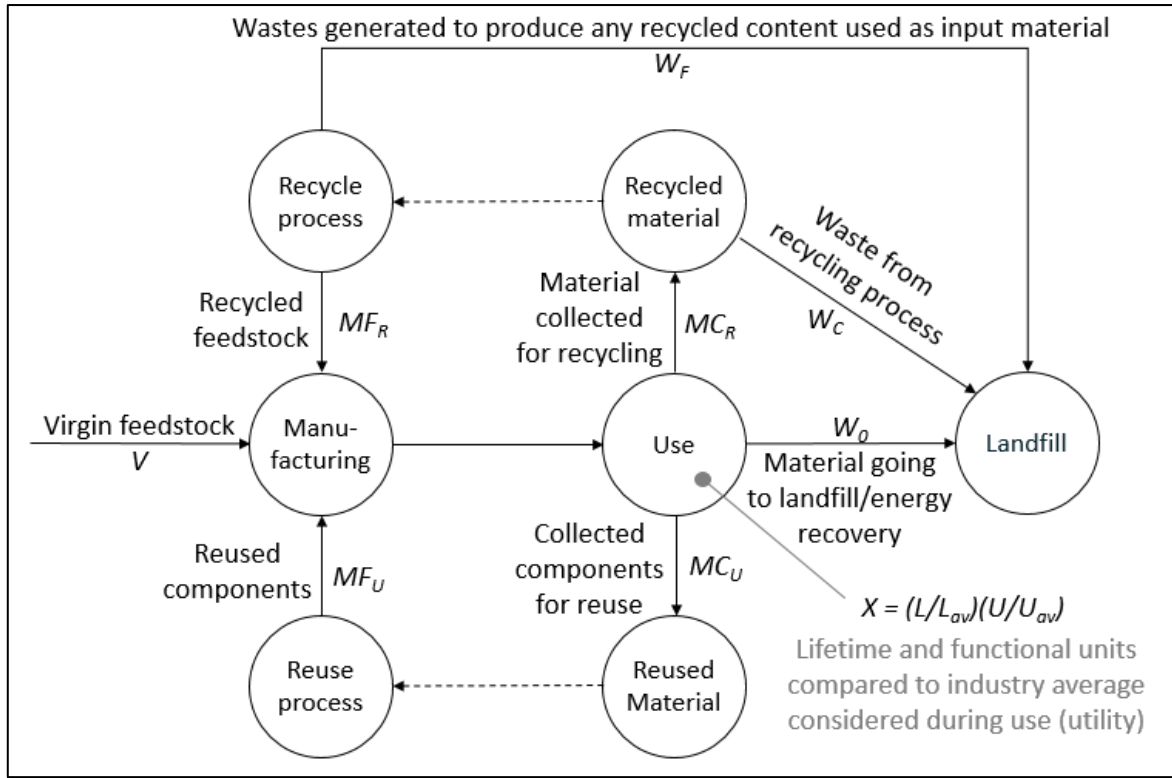 Wastes generated to produce any recycled content used as input material
W_F
Recycle
process
Recycled
material
Waste from
recycling process
W_C
Recycled
feedstock
MF_R
Material
collected
for recycling
MC_R
Virgin feedstock
V
Manu-
facturing
Use
W_0
Material going
to landfill/energy
recovery
Landfill
Reused
components
MF_U
Collected
components
for reuse
MC_U
X = (L/L_av)(U/U_av)
Lifetime and functional units
compared to industry average
considered during use (utility)
Reuse
process
Reused
Material